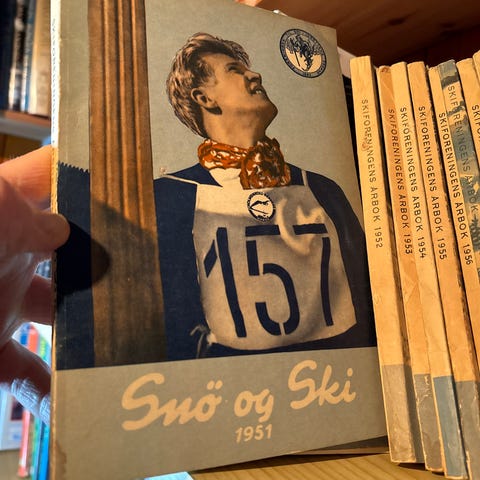 157
Snö og Ski
1951
SKIFORENINGENS ÅRBOK 1952
SKIFORENINGENS ÅRBOK 1953
SKIFORENINGENS ÅRBOK 1954
SKIFORENINGENS ÅRBOK 1955
SKIFORENINGENS ÅRBOK 1956